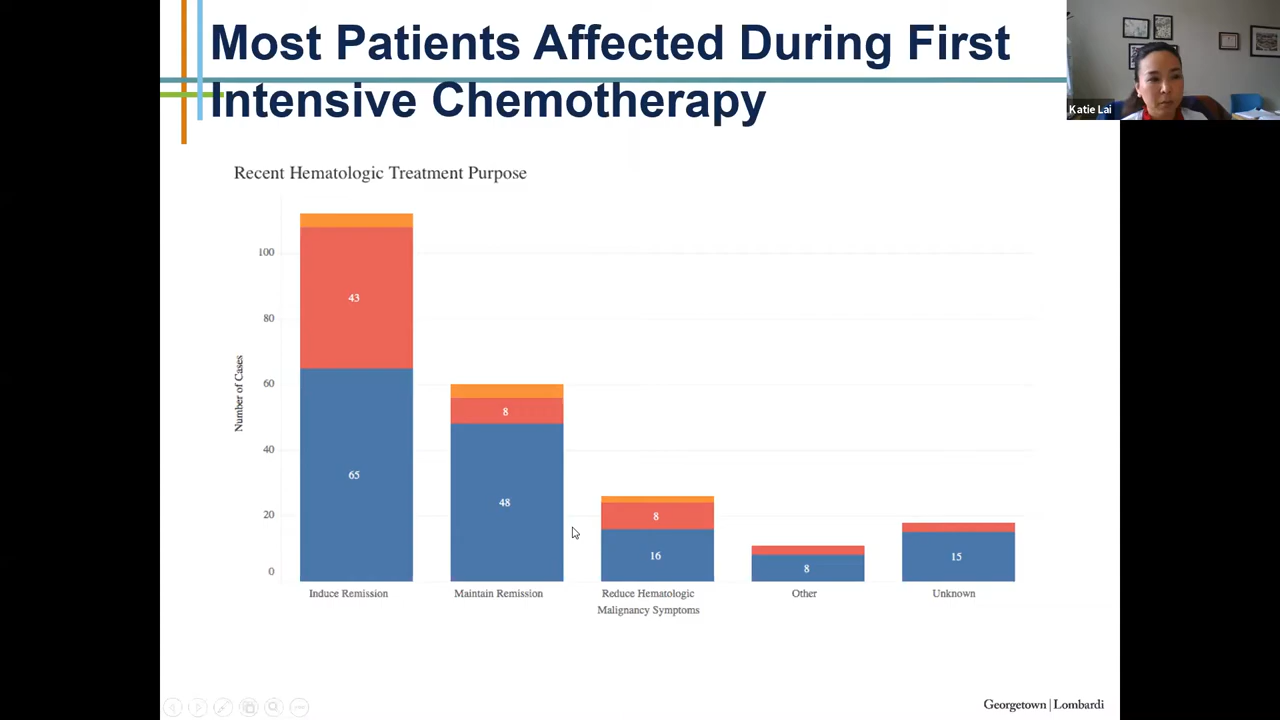 Most Patients Affected During First
Intensive Chemotherapy
Katie Lai
Recent Hematologic Treatment Purpose
Number of Cases
100
80
60
40
20
0
43
65
8
48
8
16
8
15
Induce Remission
Maintain Remission
Reduce Hematologic
Malignancy Symptoms
Other
Unknown
Georgetown | Lombardi